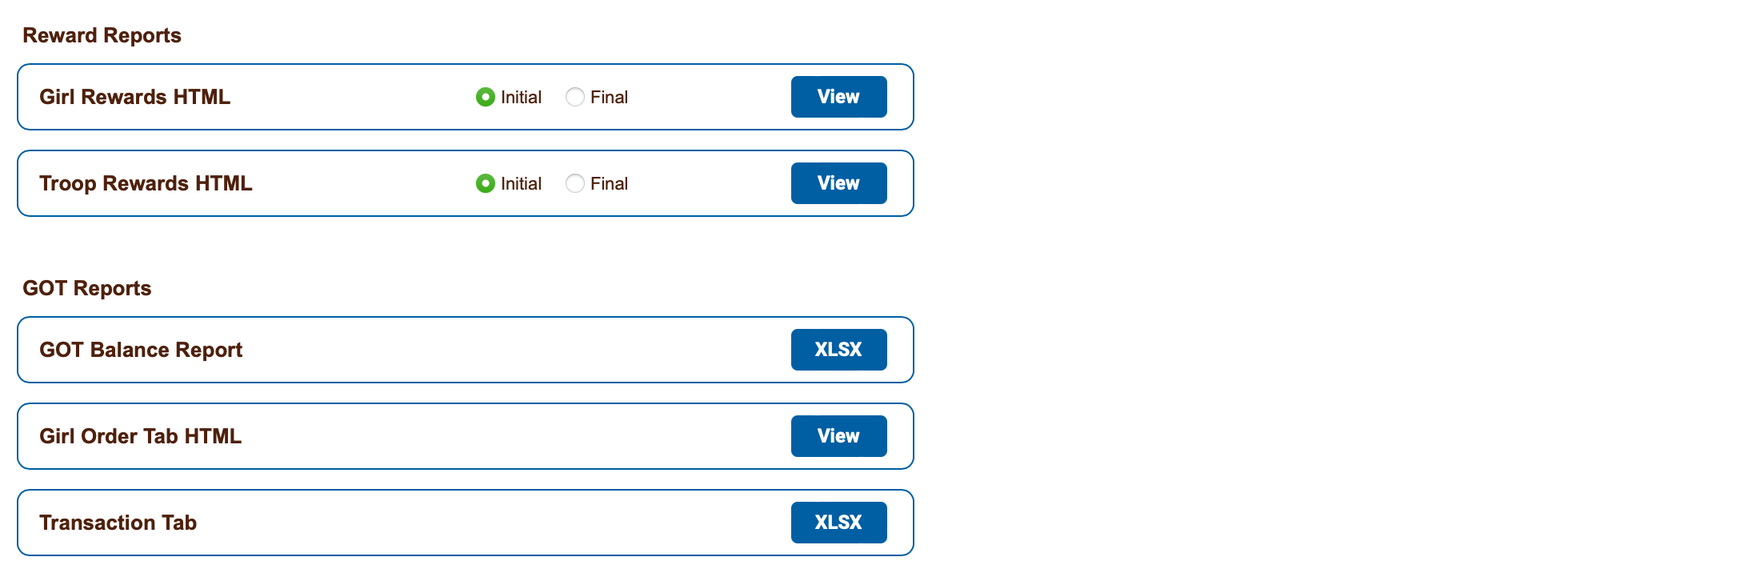 Reward Reports
Girl Rewards HTML Initial Final View
Troop Rewards HTML Initial Final View
GOT Reports
GOT Balance Report XLSX
Girl Order Tab HTML View
Transaction Tab XLSX